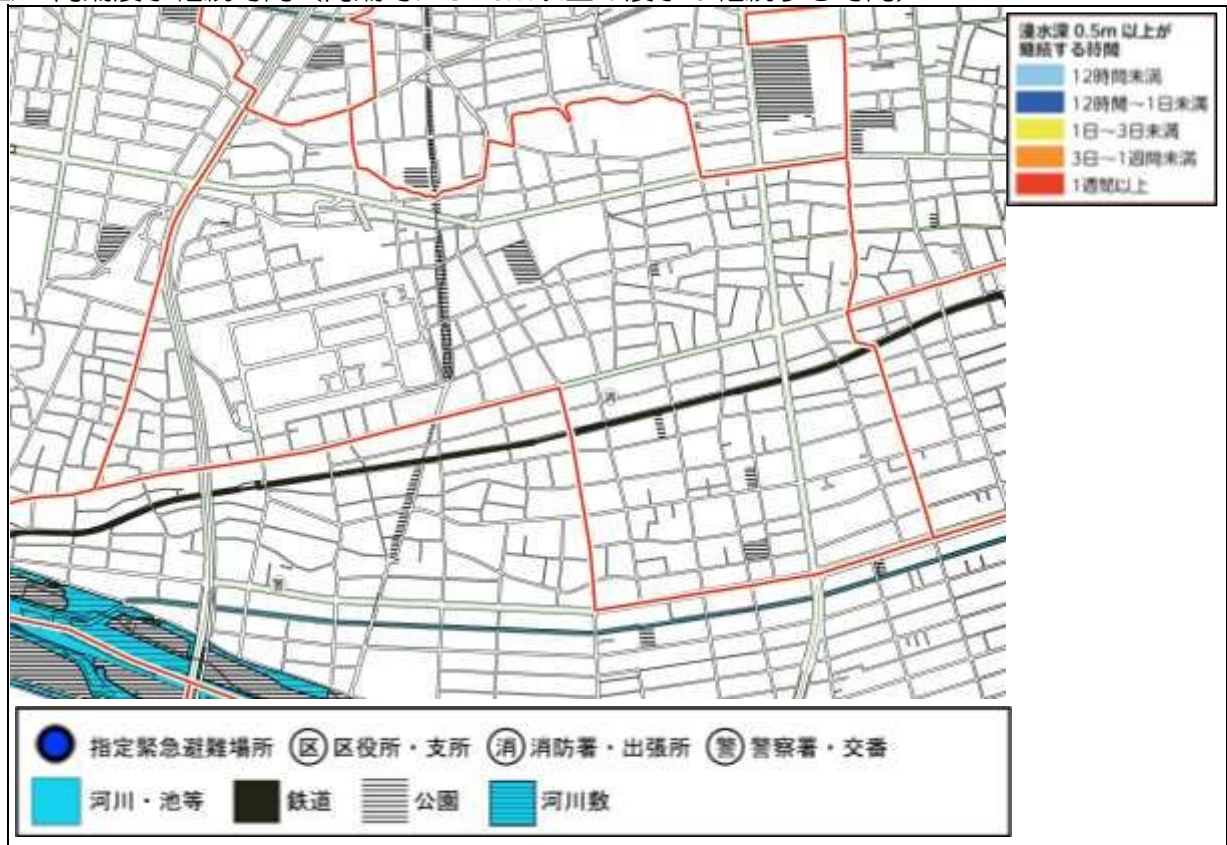 浸水深 0.5m 以上が
継続する時間
12時間未満
12時間～1日未満
1日～3日未満
3日～1週間未満
1週間以上
消
指定緊急避難場所 区 区役所・支所 消 消防署・出張所 警 警察署・交番
河川・池等 鉄道 公園 河川敷